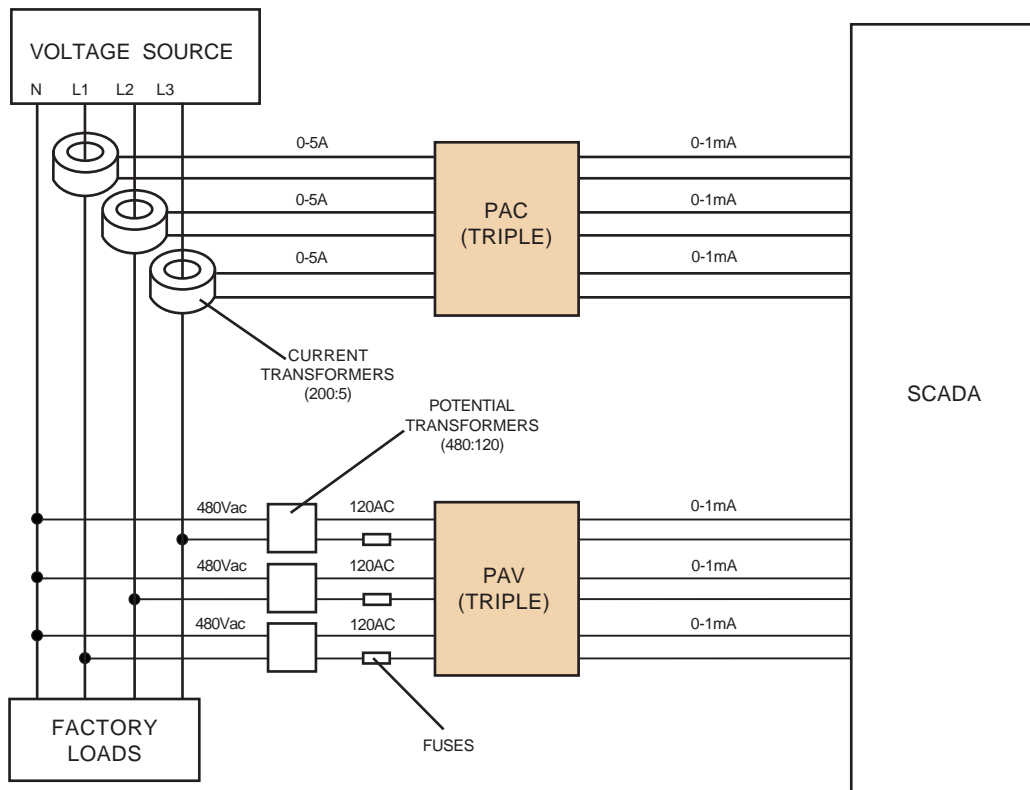 VOLTAGE SOURCE
N L1 L2 L3
0-5A
0-1mA
0-5A
PAC
(TRIPLE)
0-1mA
0-5A
0-1mA
CURRENT
TRANSFORMERS
(200:5)
SCADA
POTENTIAL
TRANSFORMERS
(480:120)
480Vac
120AC
0-1mA
480Vac
120AC
PAV
(TRIPLE)
0-1mA
480Vac
120AC
0-1mA
FACTORY
LOADS
FUSES